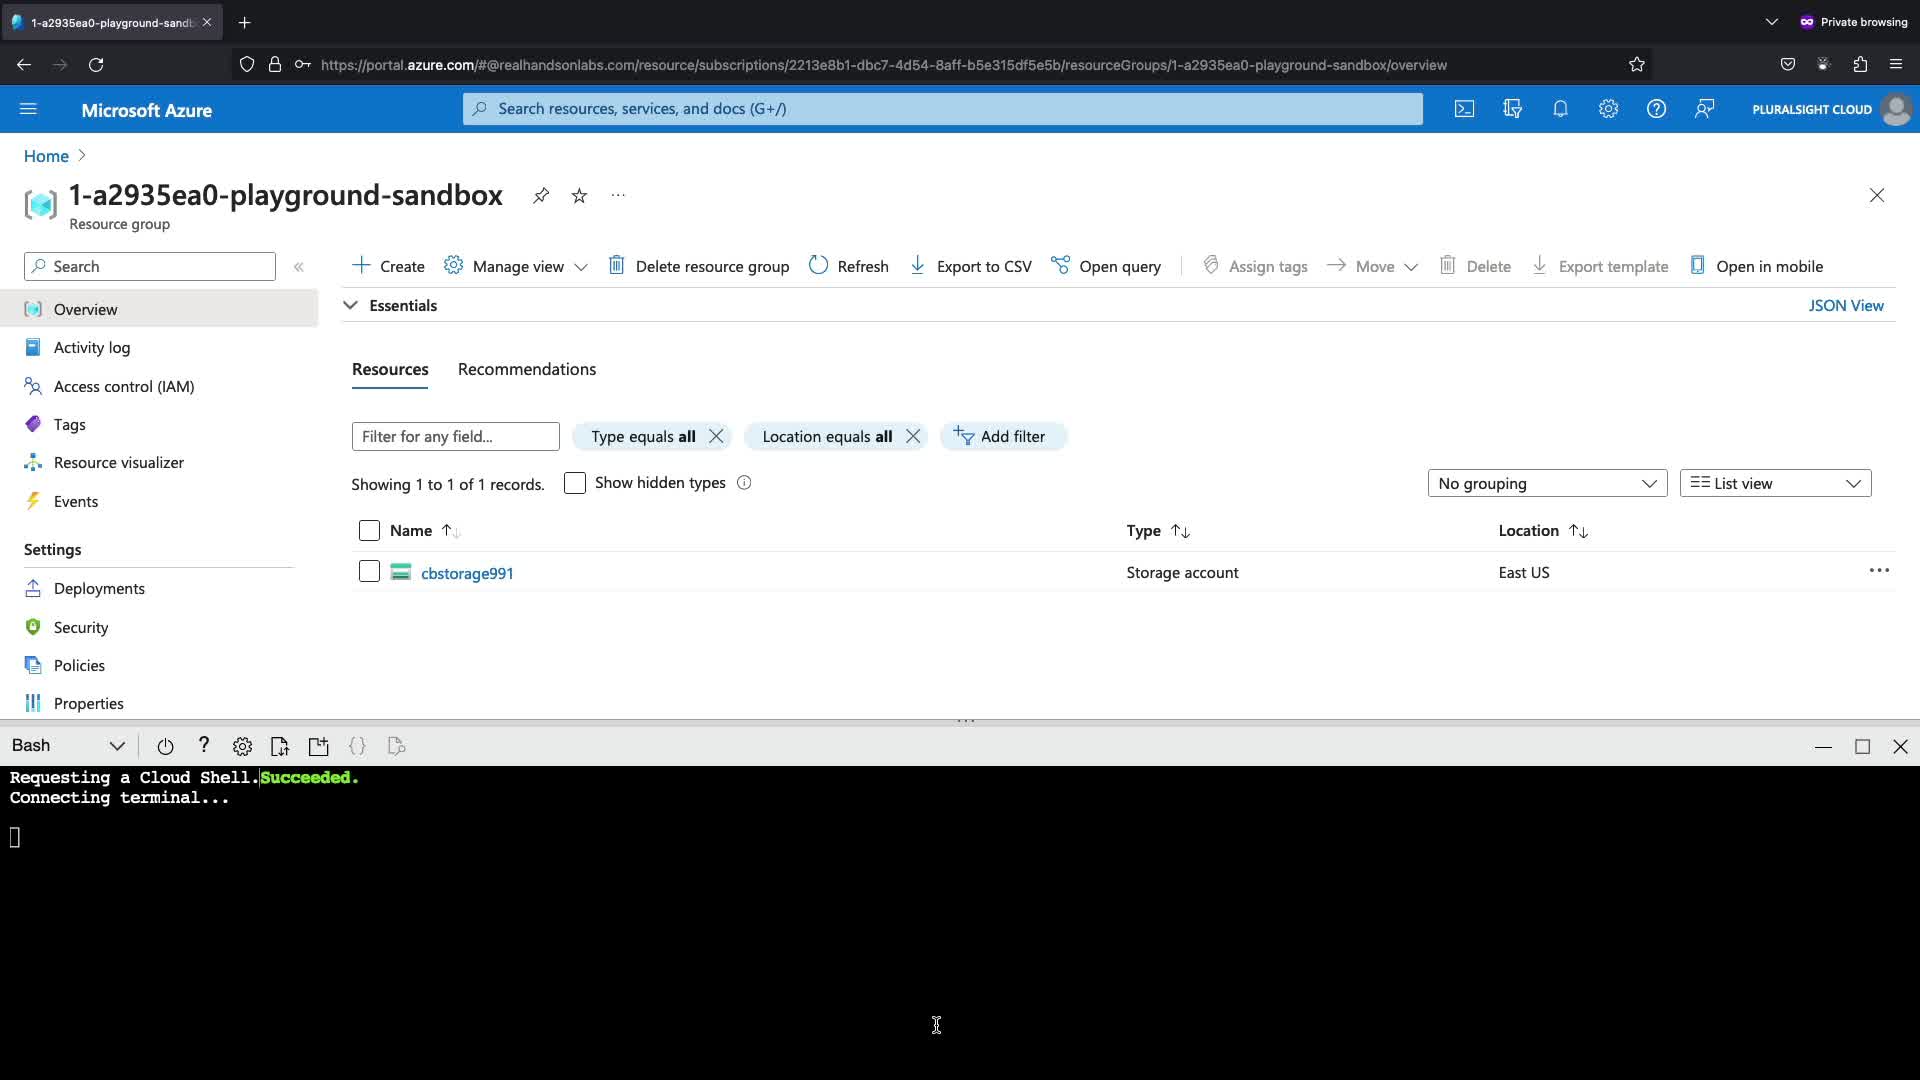 1-a2935ea0-playground-sandb
Private browsing
https://portal.azure.com/#@realhandsonlabs.com/resource/subscriptions/2213e8b1-dbc7-4d54-8aff-b5e315df5e5b/resourceGroups/1-a2935ea0-playground-sandbox/overview
Microsoft Azure
Search resources, services, and docs (G+/)
PLURALSIGHT CLOUD
Home >
1-a2935ea0-playground-sandbox
Resource group
Search
Create Manage view Delete resource group Refresh Export to CSV Open query Assign tags Move Delete Export template Open in mobile
Overview
Essentials JSON View
Activity log
Resources Recommendations
Access control (IAM)
Tags
Filter for any field... Type equals all Location equals all Add filter
Resource visualizer
Showing 1 to 1 of 1 records. Show hidden types No grouping List view
Events
Name Type Location
Settings
cbstorage991 Storage account East US
Deployments
Security
Policies
Properties
Bash
Requesting a Cloud Shell.Succeeded.
Connecting terminal...